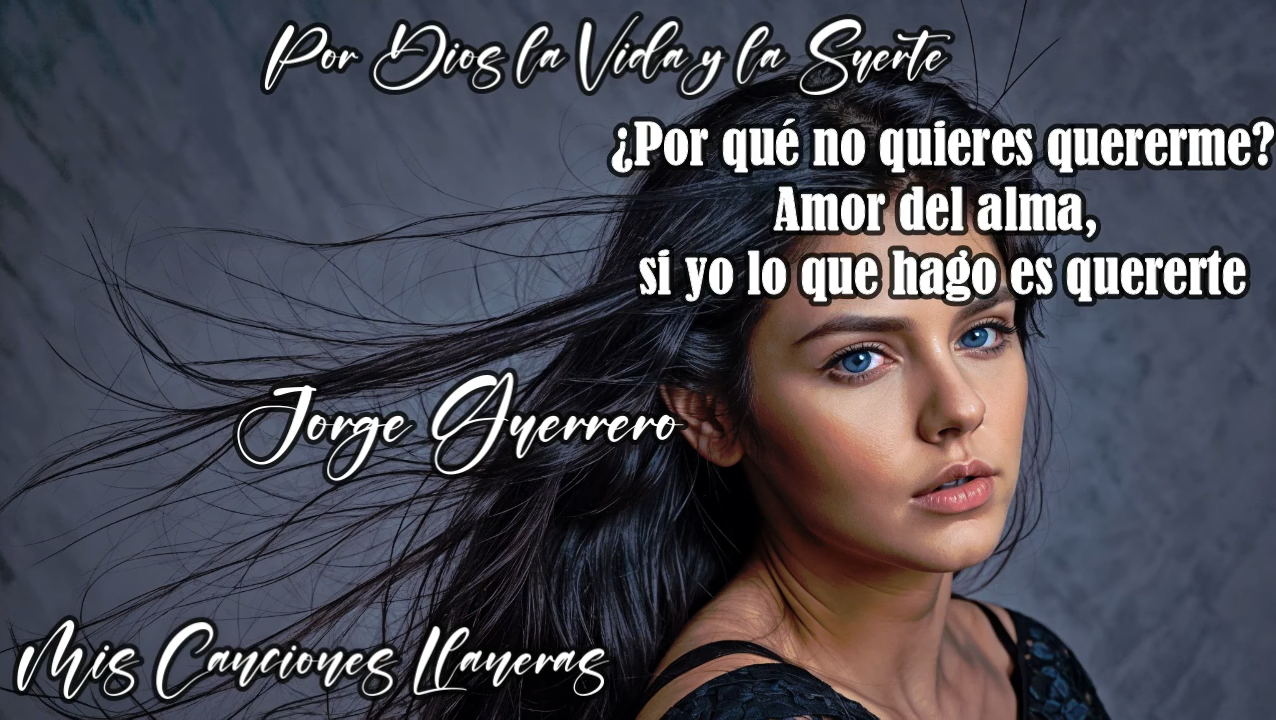 Por Dios la Vida y la Suerte
¿Por qué no quieres quererme?
Amor del alma,
si yo lo que hago es quererte
Jorge Guerrero
Mis Canciones Llaneras